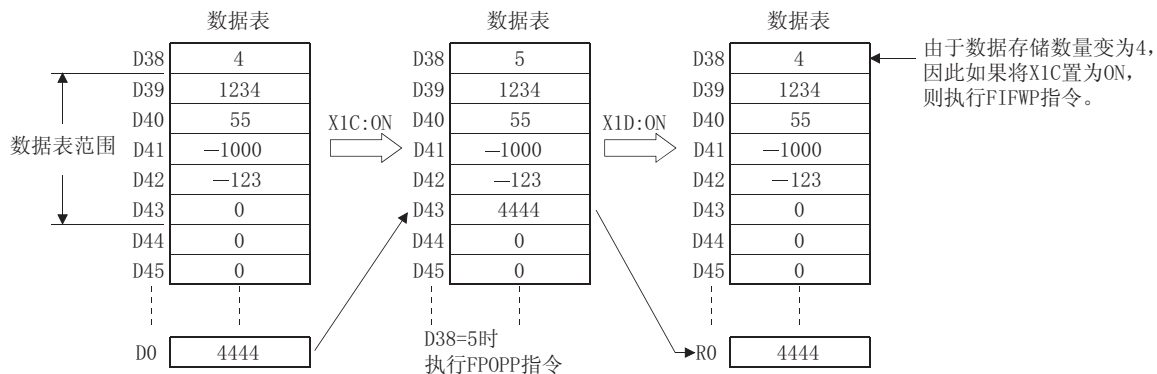 数据表 数据表 数据表
D38 4 D38 5 D38 4 由于数据存储数量变为4，
因此如果将X1C置为ON，
则执行FIFWP指令。
D39 1234 D39 1234 D39 1234
D40 55 X1C:ON D40 55 X1D:ON D40 55
数据表范围 D41 －1000 D41 －1000 D41 －1000
D42 －123 D42 －123 D42 －123
D43 0 D43 4444 D43 0
D44 0 D44 0 D44 0
D45 0 D45 0 D45 0
D38=5时
执行FPOPP指令
D0 4444 R0 4444